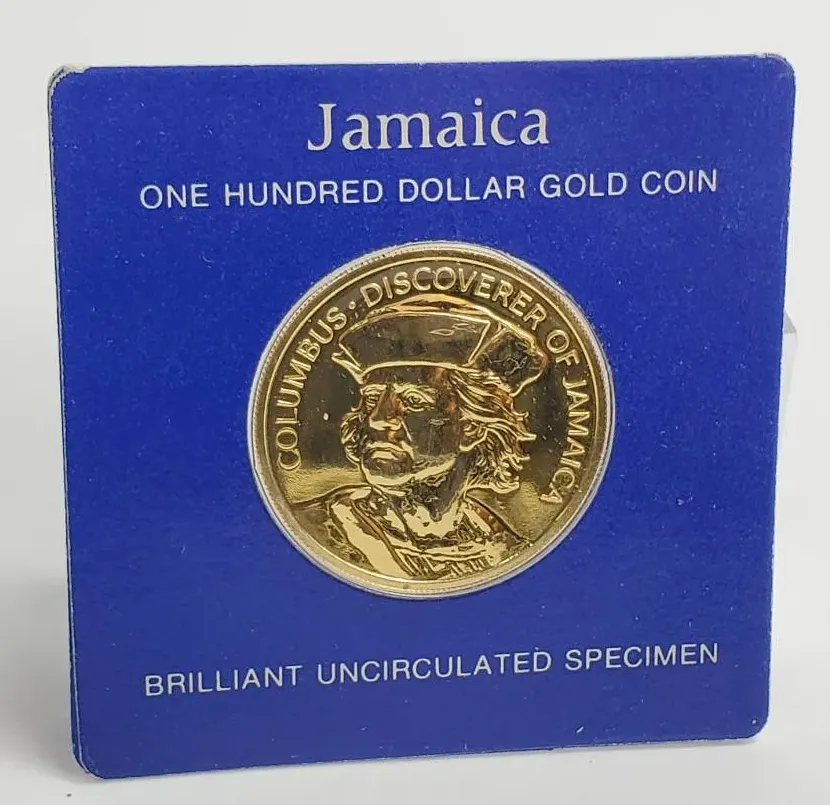 Jamaica
ONE HUNDRED DOLLAR GOLD COIN
COLUMBUS · DISCOVERER OF JAMAICA
BRILLIANT UNCIRCULATED SPECIMEN